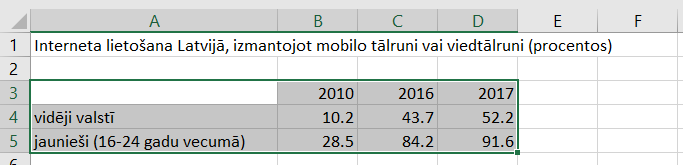 A B C D E F
1 Interneta lietošana Latvijā, izmantojot mobilo tālruni vai viedtālruni (procentos)
2
3 2010 2016 2017
4 vidēji valstī 10.2 43.7 52.2
5 jaunieši (16-24 gadu vecumā) 28.5 84.2 91.6